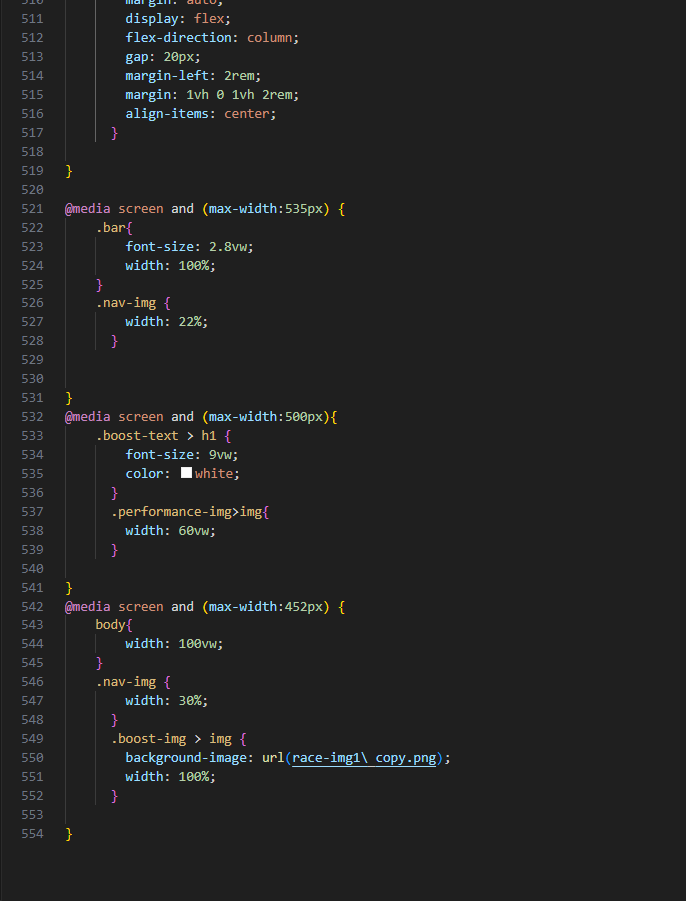 510 margin: auto;
511 display: flex;
512 flex-direction: column;
513 gap: 20px;
514 margin-left: 2rem;
515 margin: 1vh 0 1vh 2rem;
516 align-items: center;
517 }
518
519 }
520
521 @media screen and (max-width:535px) {
522 .bar{
523 font-size: 2.8vw;
524 width: 100%;
525 }
526 .nav-img {
527 width: 22%;
528 }
529
530
531 }
532 @media screen and (max-width:500px){
533 .boost-text > h1 {
534 font-size: 9vw;
535 color: white;
536 }
537 .performance-img>img{
538 width: 60vw;
539 }
540
541 }
542 @media screen and (max-width:452px) {
543 body{
544 width: 100vw;
545 }
546 .nav-img {
547 width: 30%;
548 }
549 .boost-img > img {
550 background-image: url(race-img1\ copy.png);
551 width: 100%;
552 }
553
554 }